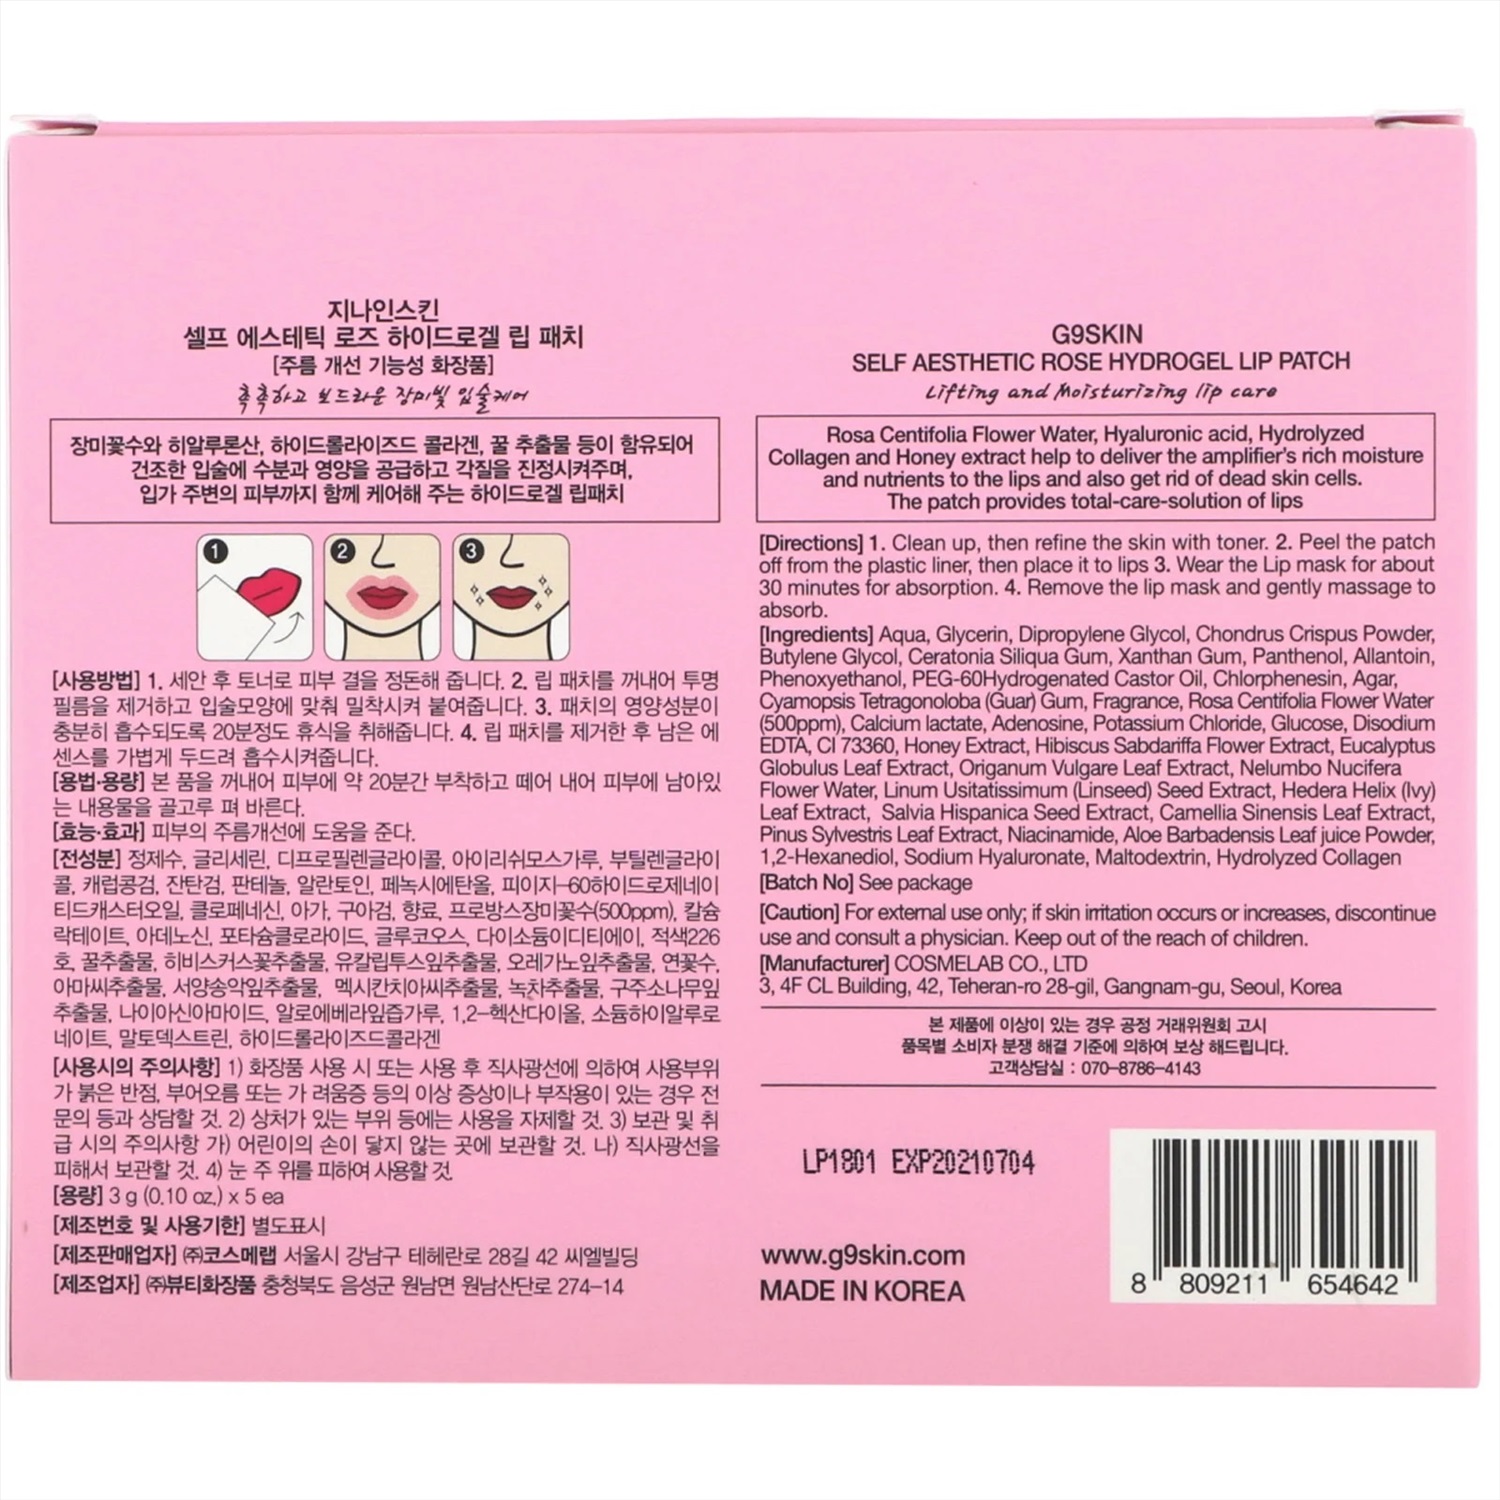 지나인스킨
셀프 에스테틱 로즈 하이드로겔 립 패치
[주름 개선 기능성 화장품]
촉촉하고 보드라운 장미빛 입술케어
장미꽃수와 히알루론산, 하이드롤라이즈드 콜라겐, 꿀 추출물 등이 함유되어
건조한 입술에 수분과 영양을 공급하고 각질을 진정시켜주며,
입가 주변의 피부까지 함께 케어해 주는 하이드로겔 립패치
1
2
3
[사용방법] 1. 세안 후 토너로 피부 결을 정돈해 줍니다. 2. 립 패치를 꺼내어 투명
필름을 제거하고 입술모양에 맞춰 밀착시켜 붙여줍니다. 3. 패치의 영양성분이
충분히 흡수되도록 20분정도 휴식을 취해줍니다. 4. 립 패치를 제거한 후 남은 에
센스를 가볍게 두드려 흡수시켜줍니다.
[용법·용량] 본 품을 꺼내어 피부에 약 20분간 부착하고 떼어 내어 피부에 남아있
는 내용물을 골고루 펴 바른다.
[효능·효과] 피부의 주름개선에 도움을 준다.
[전성분] 정제수, 글리세린, 디프로필렌글라이콜, 아이리쉬모스가루, 부틸렌글라이
콜, 캐럽콩검, 잔탄검, 판테놀, 알란토인, 페녹시에탄올, 피이지-60하이드로제네이
티드캐스터오일, 클로페네신, 아가, 구아검, 향료, 프로방스장미꽃수(500ppm), 칼슘
락테이트, 아데노신, 포타슘클로라이드, 글루코오스, 다이소듐이디티에이, 적색226
호, 꿀추출물, 히비스커스꽃추출물, 유칼립투스잎추출물, 오레가노잎추출물, 연꽃수,
아마씨추출물, 서양송악잎추출물, 멕시칸치아씨추출물, 녹차추출물, 구주소나무잎
추출물, 나이아신아마이드, 알로에베라잎즙가루, 1,2-헥산다이올, 소듐하이알루로
네이트, 말토덱스트린, 하이드롤라이즈드콜라겐
[사용시의 주의사항] 1) 화장품 사용 시 또는 사용 후 직사광선에 의하여 사용부위
가 붉은 반점, 부어오름 또는 가 려움증 등의 이상 증상이나 부작용이 있는 경우 전
문의 등과 상담할 것. 2) 상처가 있는 부위 등에는 사용을 자제할 것. 3) 보관 및 취
급 시의 주의사항 가) 어린이의 손이 닿지 않는 곳에 보관할 것. 나) 직사광선을
피해서 보관할 것. 4) 눈 주 위를 피하여 사용할 것.
[용량] 3 g (0.10 oz.) x 5 ea
[제조번호 및 사용기한] 별도표시
[제조판매업자] ㈜코스메랩 서울시 강남구 테헤란로 28길 42 씨엘빌딩
[제조업자] ㈜뷰티화장품 충청북도 음성군 원남면 원남산단로 274-14
G9SKIN
SELF AESTHETIC ROSE HYDROGEL LIP PATCH
Lifting and Moisturizing lip care
Rosa Centifolia Flower Water, Hyaluronic acid, Hydrolyzed
Collagen and Honey extract help to deliver the amplifier's rich moisture
and nutrients to the lips and also get rid of dead skin cells.
The patch provides total-care-solution of lips
[Directions] 1. Clean up, then refine the skin with toner. 2. Peel the patch
off from the plastic liner, then place it to lips 3. Wear the Lip mask for about
30 minutes for absorption. 4. Remove the lip mask and gently massage to
absorb.
[Ingredients] Aqua, Glycerin, Dipropylene Glycol, Chondrus Crispus Powder,
Butylene Glycol, Ceratonia Siliqua Gum, Xanthan Gum, Panthenol, Allantoin,
Phenoxyethanol, PEG-60Hydrogenated Castor Oil, Chlorphenesin, Agar,
Cyamopsis Tetragonoloba (Guar) Gum, Fragrance, Rosa Centifolia Flower Water
(500ppm), Calcium lactate, Adenosine, Potassium Chloride, Glucose, Disodium
EDTA, CI 73360, Honey Extract, Hibiscus Sabdariffa Flower Extract, Eucalyptus
Globulus Leaf Extract, Origanum Vulgare Leaf Extract, Nelumbo Nucifera
Flower Water, Linum Usitatissimum (Linseed) Seed Extract, Hedera Helix (Ivy)
Leaf Extract, Salvia Hispanica Seed Extract, Camellia Sinensis Leaf Extract,
Pinus Sylvestris Leaf Extract, Niacinamide, Aloe Barbadensis Leaf juice Powder,
1,2-Hexanediol, Sodium Hyaluronate, Maltodextrin, Hydrolyzed Collagen
[Batch No] See package
[Caution] For external use only; if skin irritation occurs or increases, discontinue
use and consult a physician. Keep out of the reach of children.
[Manufacturer] COSMELAB CO., LTD
3, 4F CL Building, 42, Teheran-ro 28-gil, Gangnam-gu, Seoul, Korea
본 제품에 이상이 있는 경우 공정 거래위원회 고시
품목별 소비자 분쟁 해결 기준에 의하여 보상 해드립니다.
고객상담실 : 070-8786-4143
LP1801 EXP20210704
www.g9skin.com
MADE IN KOREA
8 809211 654642